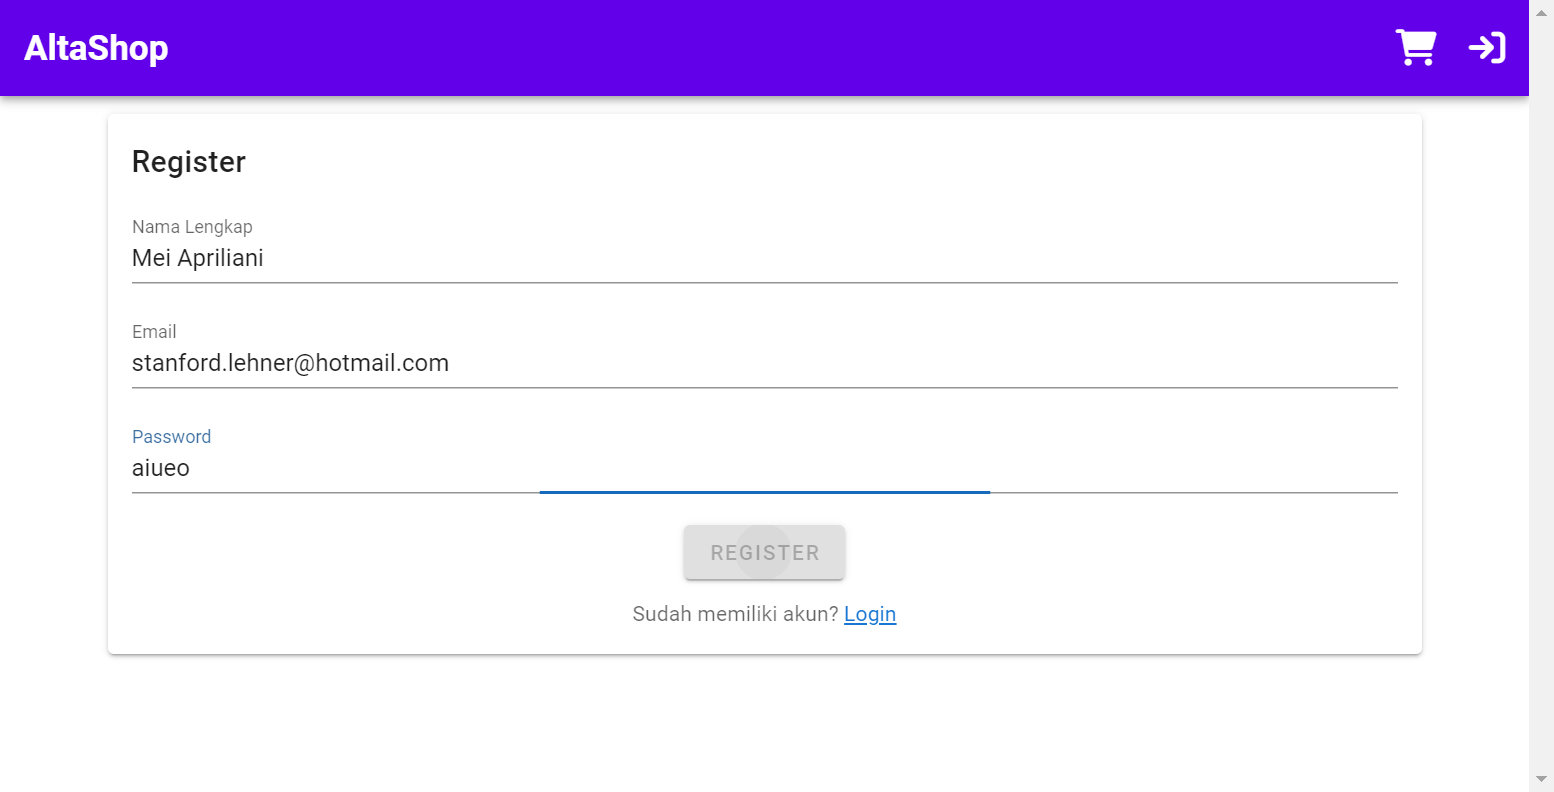 AltaShop
Register
Nama Lengkap
Mei Apriliani
Email
stanford.lehner@hotmail.com
Password
aiueo
REGISTER
Sudah memiliki akun? Login